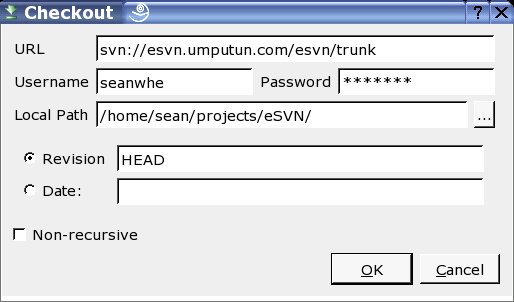 Checkout
URL svn://esvn.umputun.com/esvn/trunk
Username seanwhe Password *******
Local Path /home/sean/projects/eSVN/ ...
Revision HEAD
Date:
Non-recursive
OK Cancel